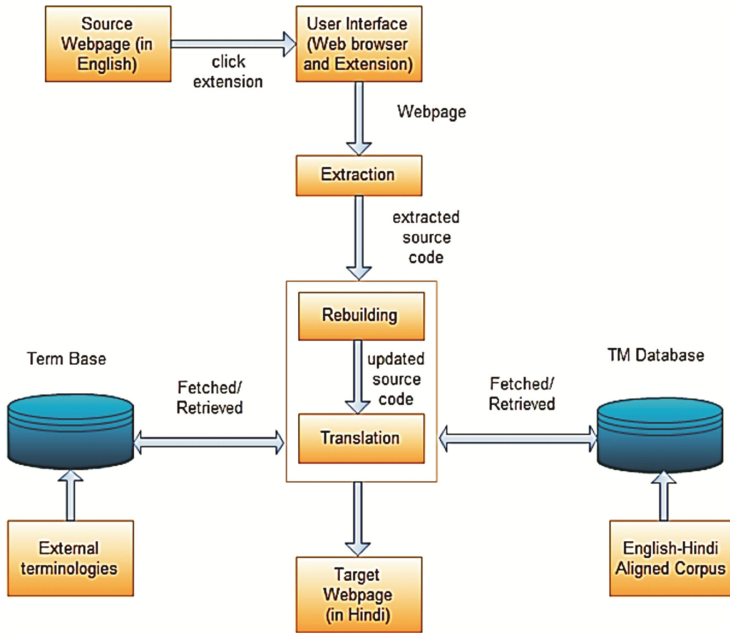 Source
Webpage (in
English)
click
extension
User Interface
(Web browser
and Extension)
Webpage
Extraction
extracted
source
code
Rebuilding
updated
source
code
Translation
Term Base
Fetched/
Retrieved
TM Database
Fetched/
Retrieved
External
terminologies
English-Hindi
Aligned Corpus
Target
Webpage
(in Hindi)